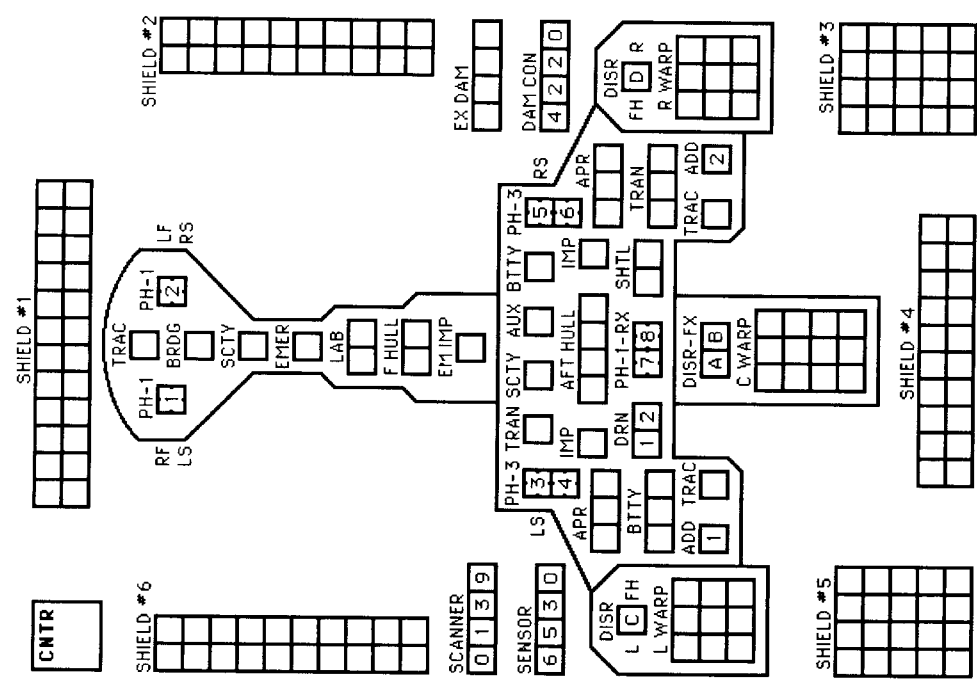 CNTR
SHIELD #1
TRAC
SHIELD #6
PH-1
PH-1
SHIELD #2
RF
LS
1
BRDG
2
LF
RS
SCTY
EMER
LAB
F HULL
EM IMP
SCANNER
0 1 3 9
EX DAM
SENSOR
6 5 3 0
DAM CON
4 2 2 0
PH-3
TRAN
SCTY
AUX
BTTY
PH-3
LS
3
4
5
6
RS
IMP
AFT HULL
IMP
APR
APR
DISR
L C FH
L WARP
DRN
1 2
PH-1-RX
7 8
SHTL
DISR
FH D R
R WARP
BTTY
TRAN
ADD
1
TRAC
DISR-FX
A B
C WARP
TRAC
ADD
2
SHIELD #5
SHIELD #4
SHIELD #3